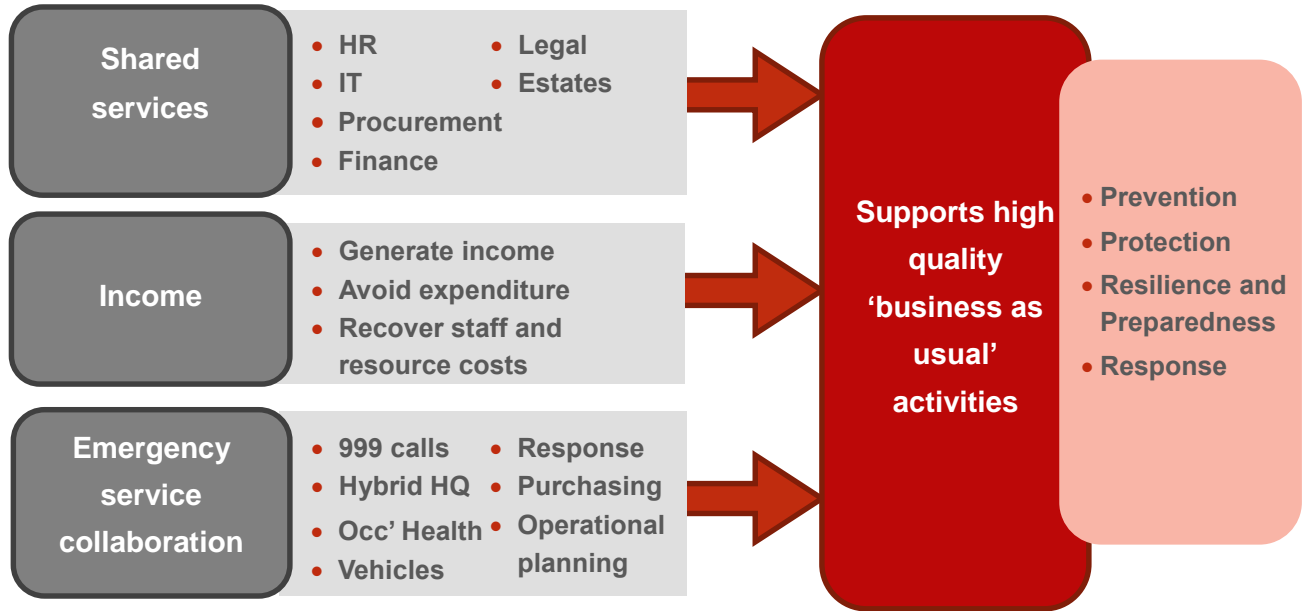 Shared
services
• HR
• IT
• Procurement
• Finance
• Legal
• Estates
Income
• Generate income
• Avoid expenditure
• Recover staff and
resource costs
Emergency
service
collaboration
• 999 calls
• Hybrid HQ
• Occ’ Health
• Vehicles
• Response
• Purchasing
• Operational
planning
Supports high
quality
‘business as
usual’
activities
• Prevention
• Protection
• Resilience and
Preparedness
• Response